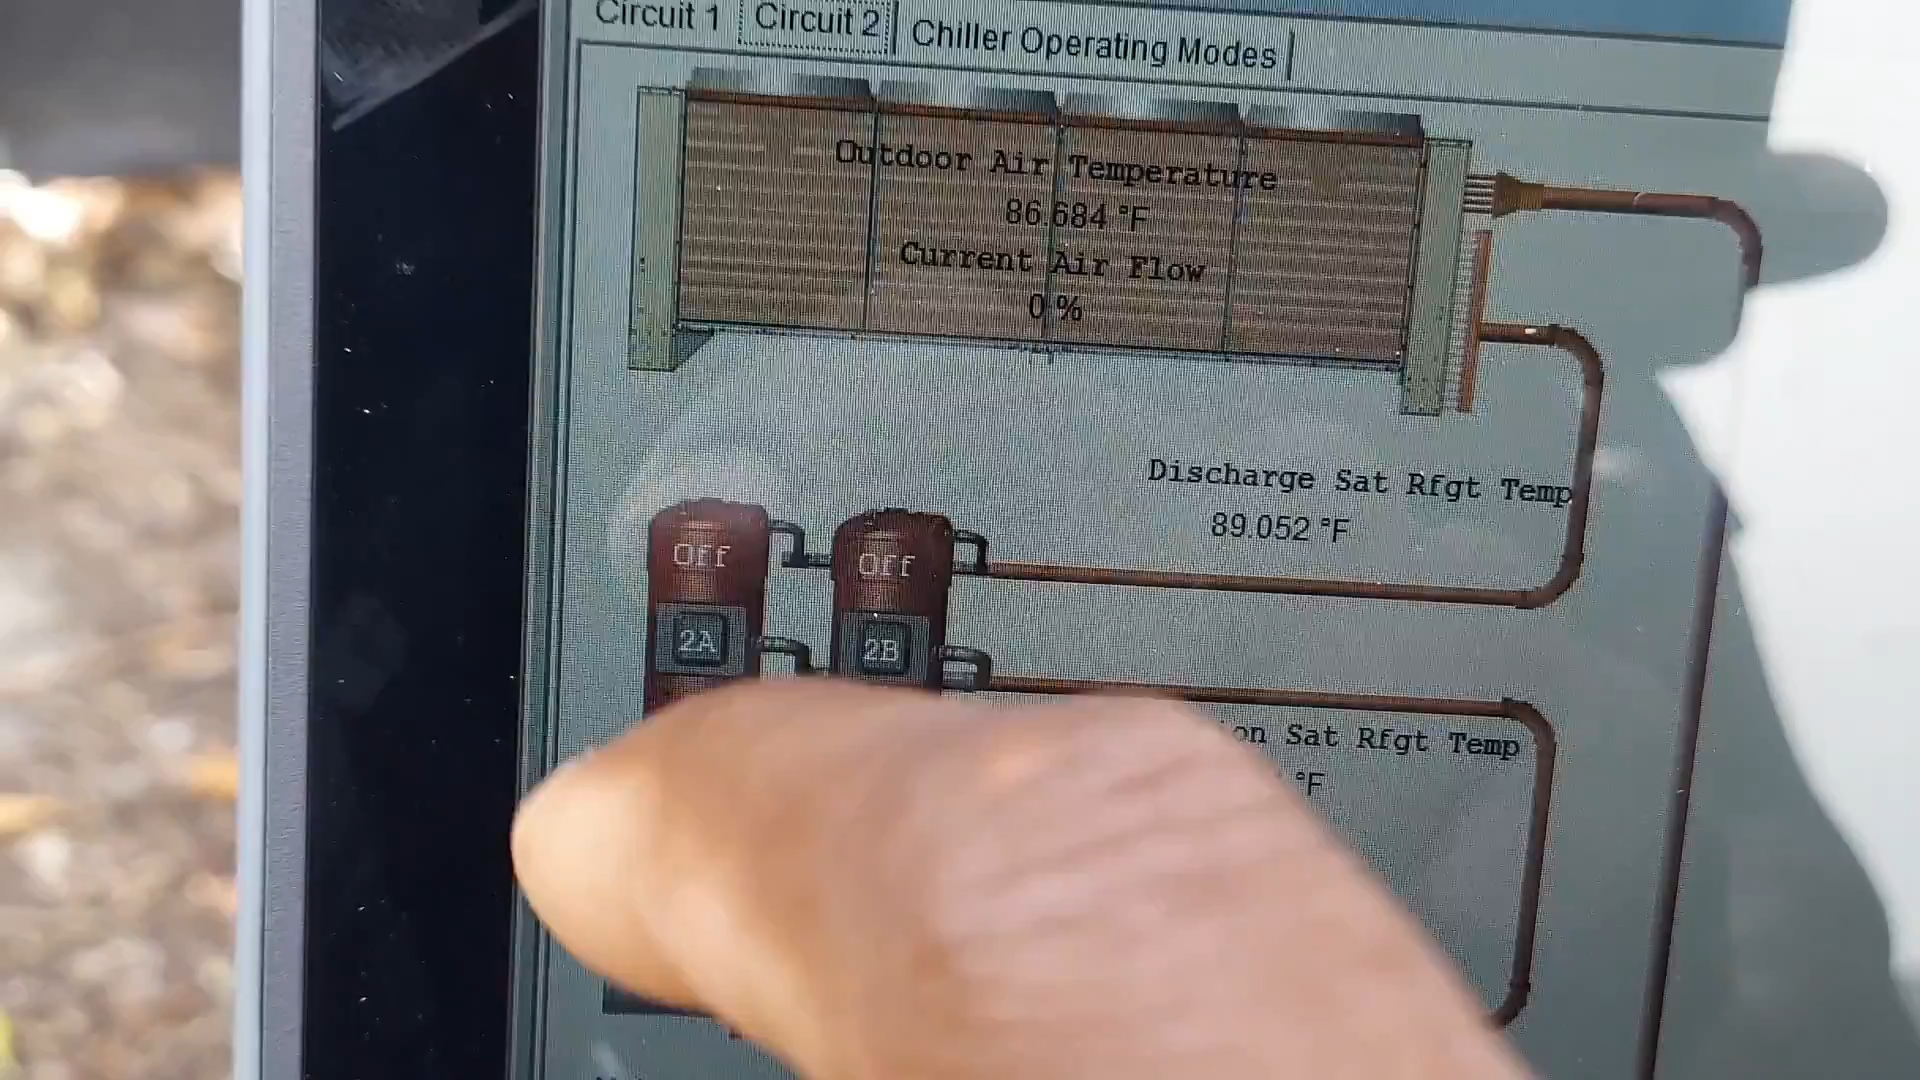 Circuit 1
Circuit 2
Chiller Operating Modes
Outdoor Air Temperature
86.684 °F
Current Air Flow
0 %
Discharge Sat Rfgt Temp
89.052 °F
Off
Off
2A
2B
on Sat Rfgt Temp
°F